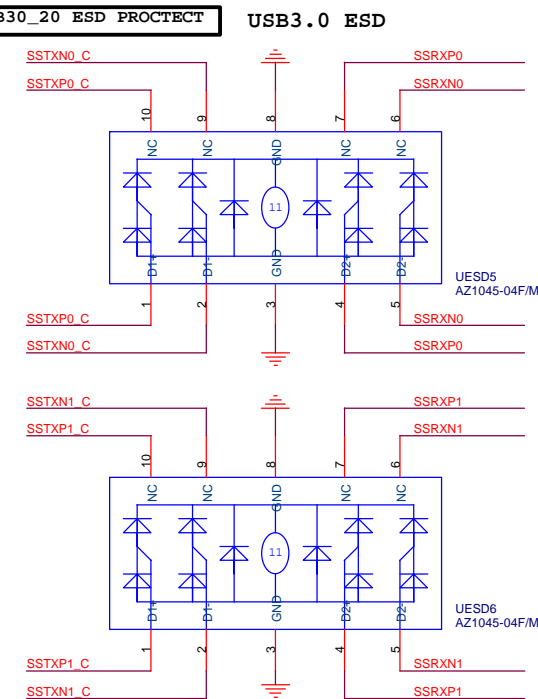 B30_20 ESD PROCTECT
USB3.0 ESD
SSTXN0_C
SSRXP0
SSTXP0_C
SSRXN0
10
9
8
7
6
NC
NC
GND
NC
NC
11
D1+
D1-
GND
D2+
D2-
UESD5
AZ1045-04F/M
1
2
3
4
5
SSTXP0_C
SSRXN0
SSTXN0_C
SSRXP0
SSTXN1_C
SSRXP1
SSTXP1_C
SSRXN1
10
9
8
7
6
NC
NC
GND
NC
NC
11
D1+
D1-
GND
D2+
D2-
UESD6
AZ1045-04F/M
1
2
3
4
5
SSTXP1_C
SSRXN1
SSTXN1_C
SSRXP1